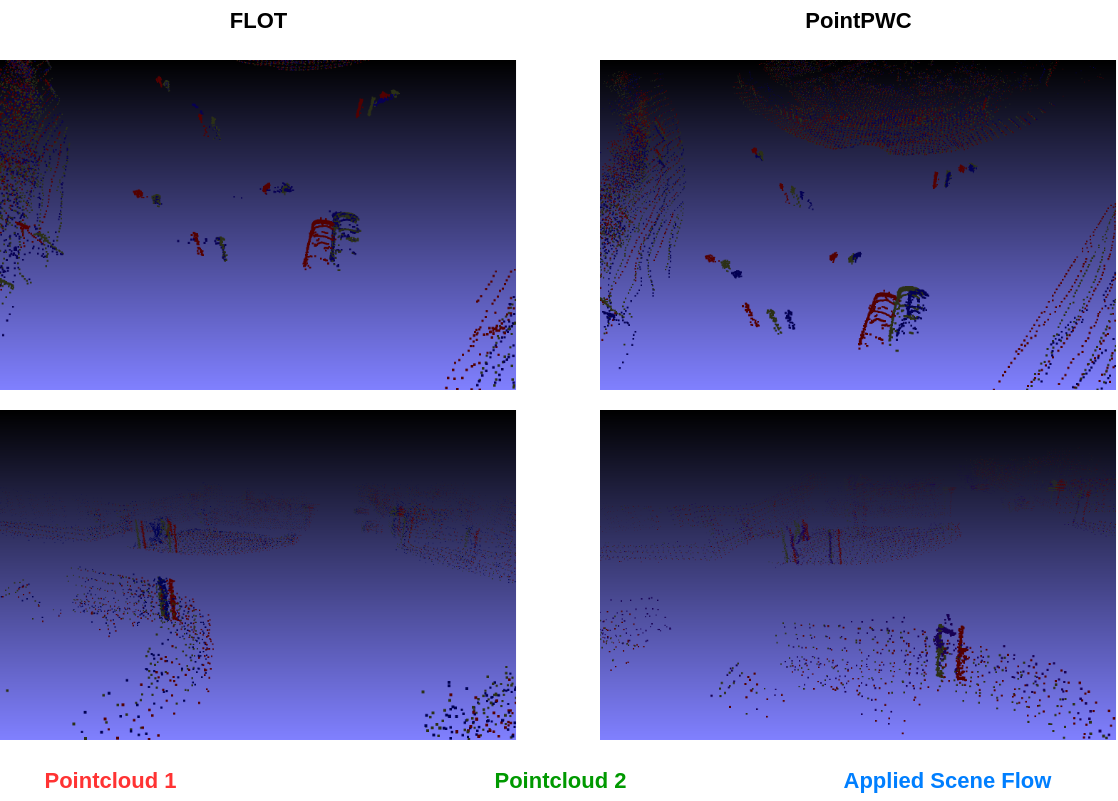 FLOT
PointPWC
Pointcloud 1
Pointcloud 2
Applied Scene Flow